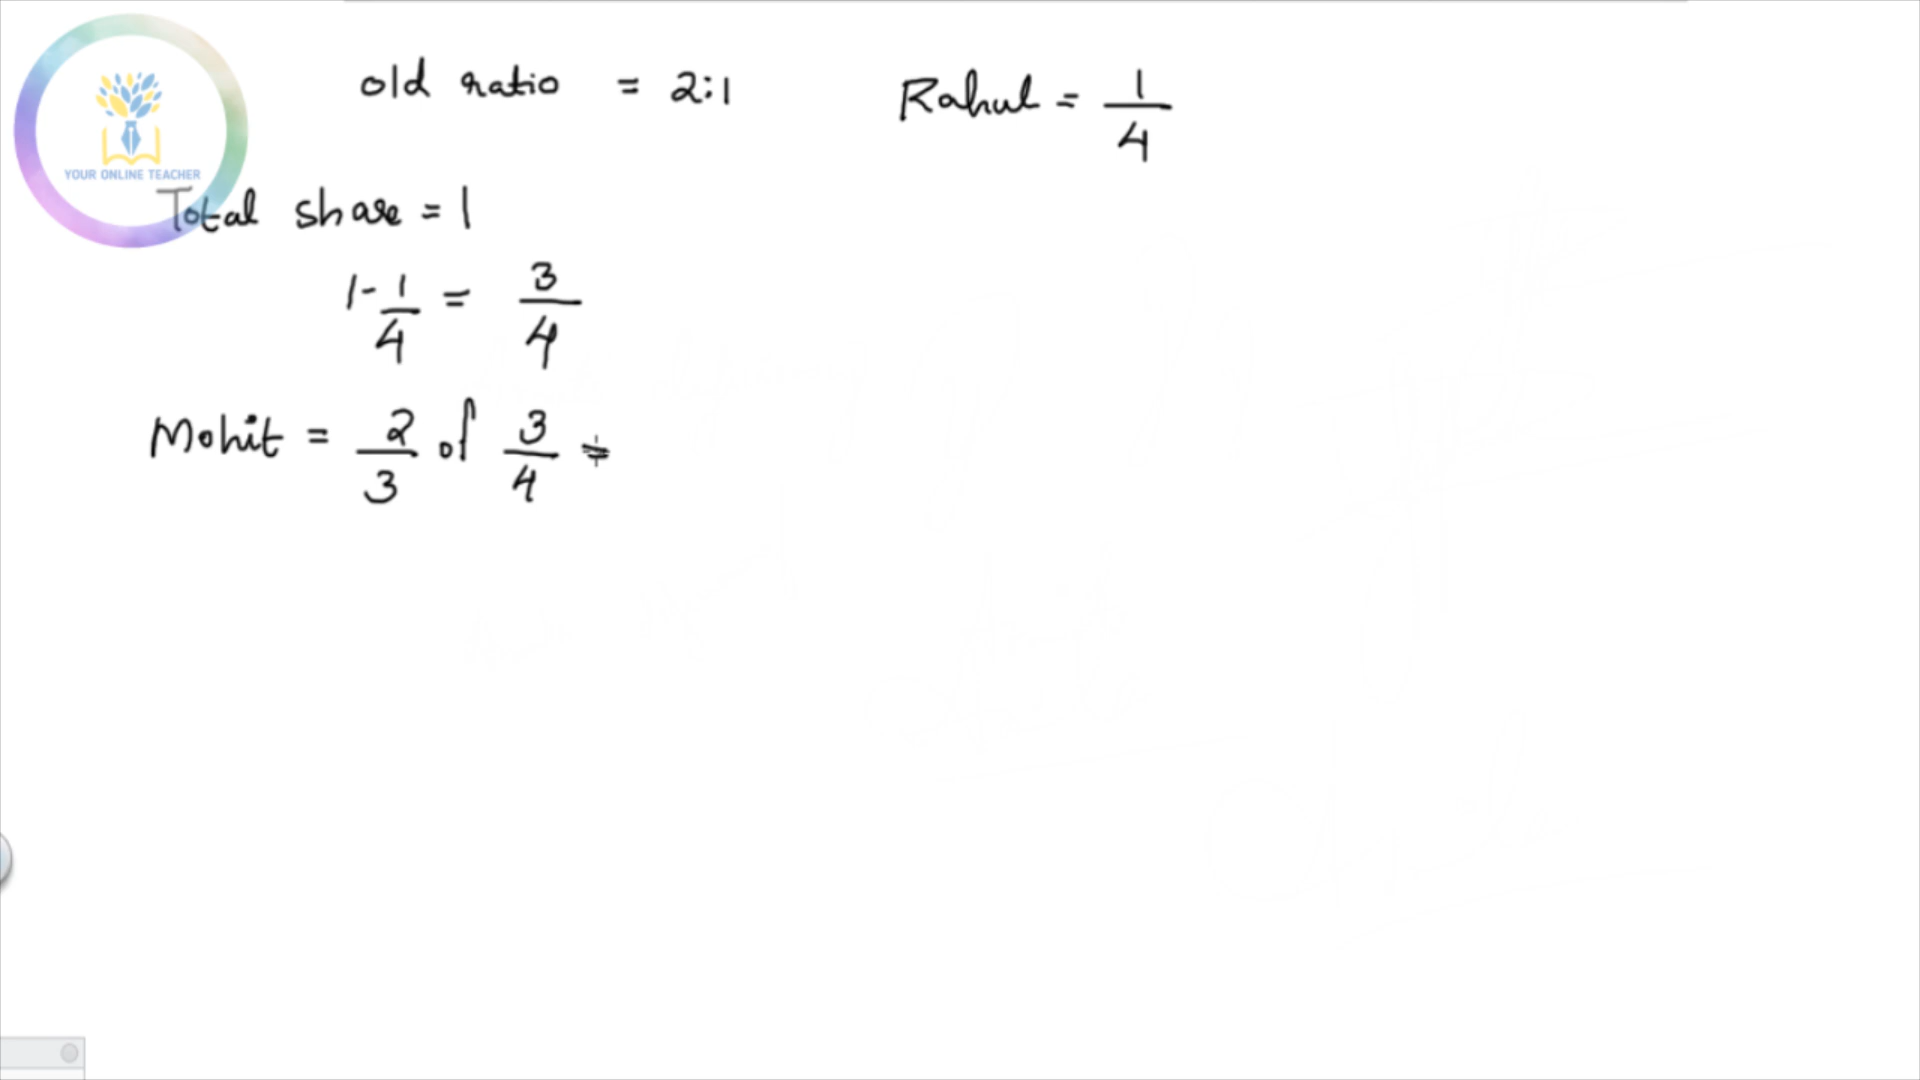 old ratio = 2:1
Rahul = 1/4
YOUR ONLINE TEACHER
Total share = 1
1 - 1/4 = 3/4
Mohit = 2/3 of 3/4 =